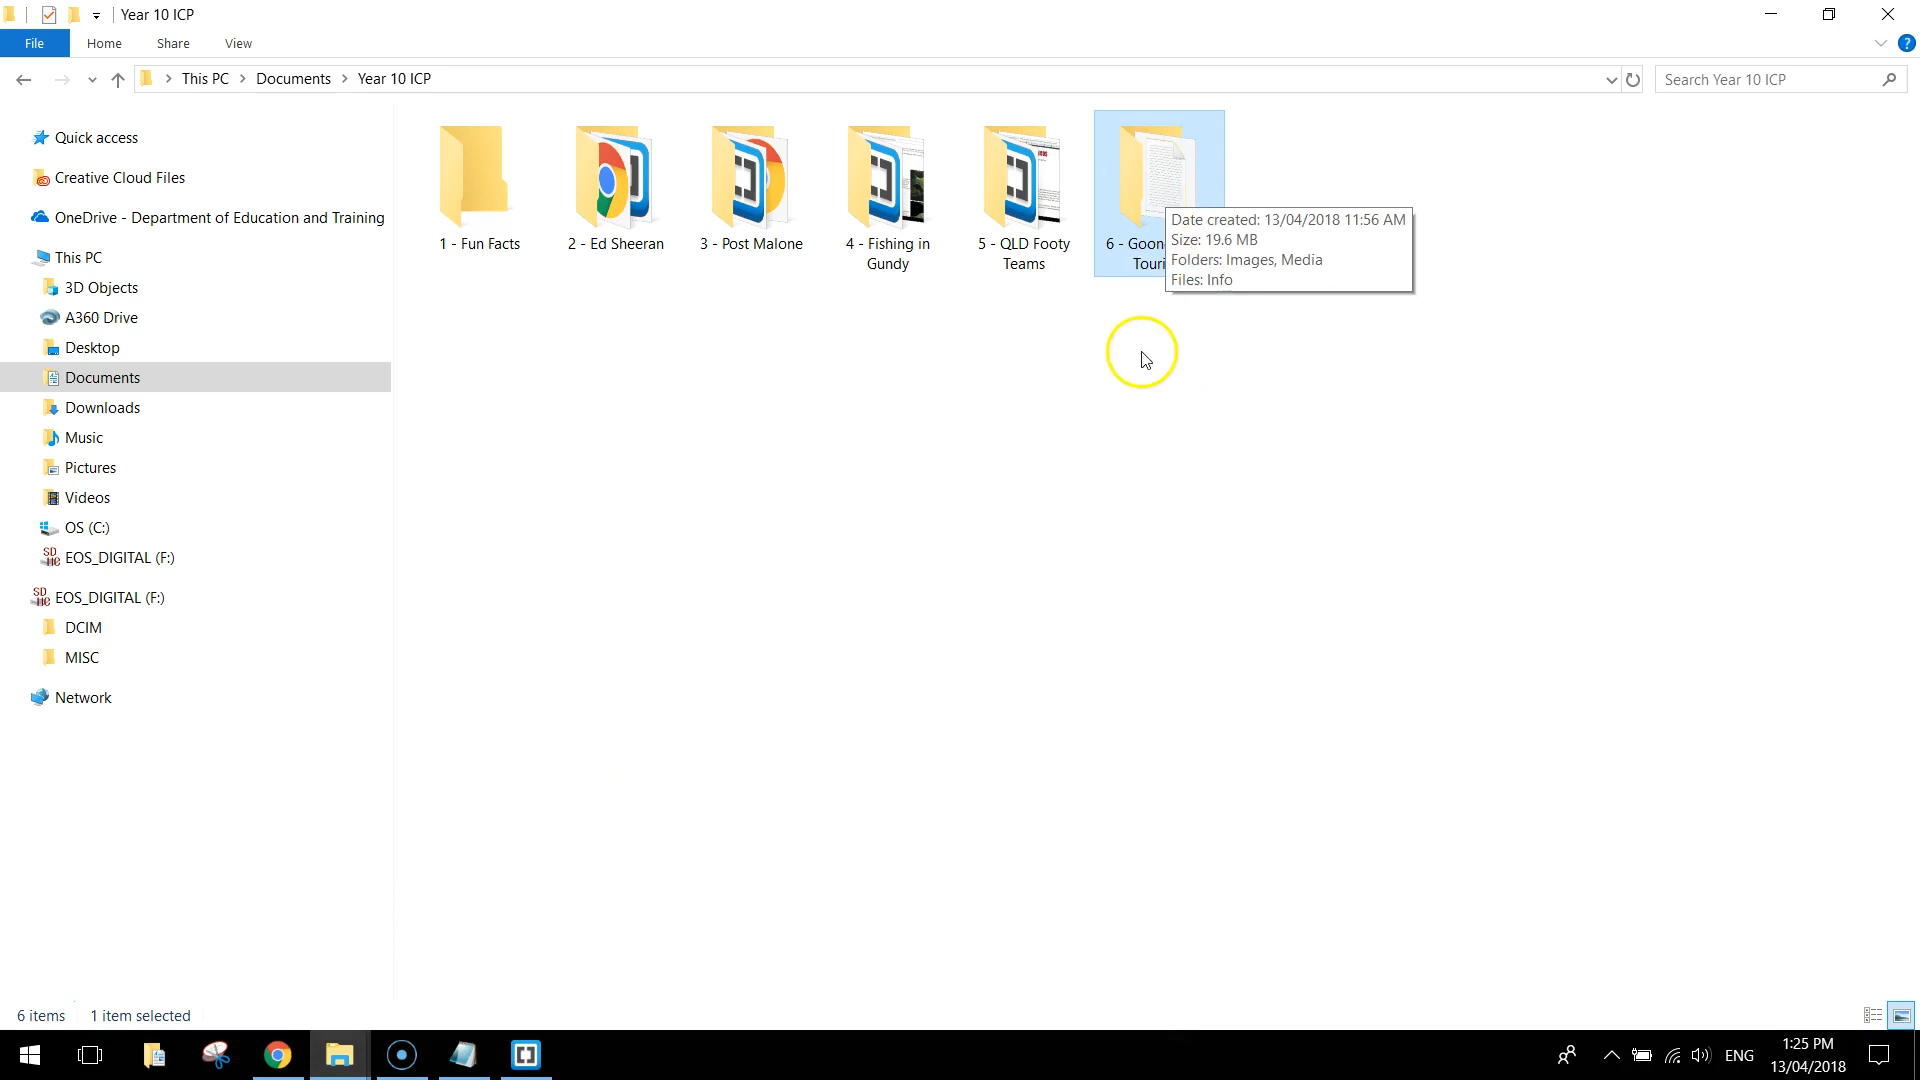 Year 10 ICP
File Home Share View
This PC Documents Year 10 ICP
Search Year 10 ICP
Quick access
Creative Cloud Files
OneDrive - Department of Education and Training
This PC
3D Objects
A360 Drive
Desktop
Documents
Downloads
Music
Pictures
Videos
OS (C:)
EOS_DIGITAL (F:)
EOS_DIGITAL (F:)
DCIM
MISC
Network
1 - Fun Facts
2 - Ed Sheeran
3 - Post Malone
4 - Fishing in
Gundy
5 - QLD Footy
Teams
6 - Goon
Touri
Date created: 13/04/2018 11:56 AM
Size: 19.6 MB
Folders: Images, Media
Files: Info
6 items 1 item selected
ENG
1:25 PM
13/04/2018